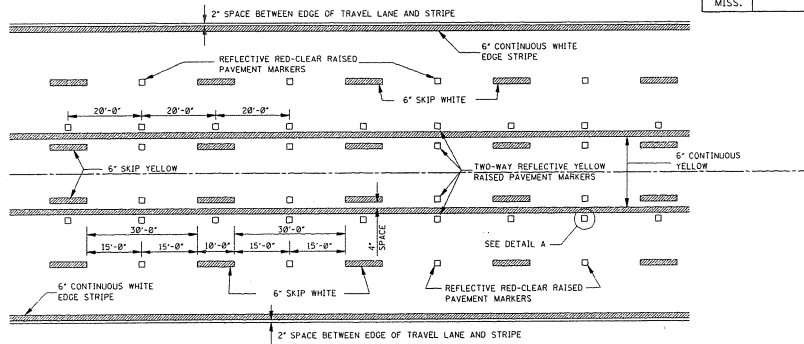 MISS.
2" SPACE BETWEEN EDGE OF TRAVEL LANE AND STRIPE
6" CONTINUOUS WHITE
EDGE STRIPE
REFLECTIVE RED-CLEAR RAISED
PAVEMENT MARKERS
6" SKIP WHITE
20'-0" 20'-0" 20'-0"
6" SKIP YELLOW
TWO-WAY REFLECTIVE YELLOW
RAISED PAVEMENT MARKERS
6" CONTINUOUS
YELLOW
30'-0" 30'-0"
4"
SPACE
15'-0" 15'-0" 10'-0" 15'-0" 15'-0"
SEE DETAIL A
6" CONTINUOUS WHITE
EDGE STRIPE
6" SKIP WHITE
REFLECTIVE RED-CLEAR RAISED
PAVEMENT MARKERS
2" SPACE BETWEEN EDGE OF TRAVEL LANE AND STRIPE